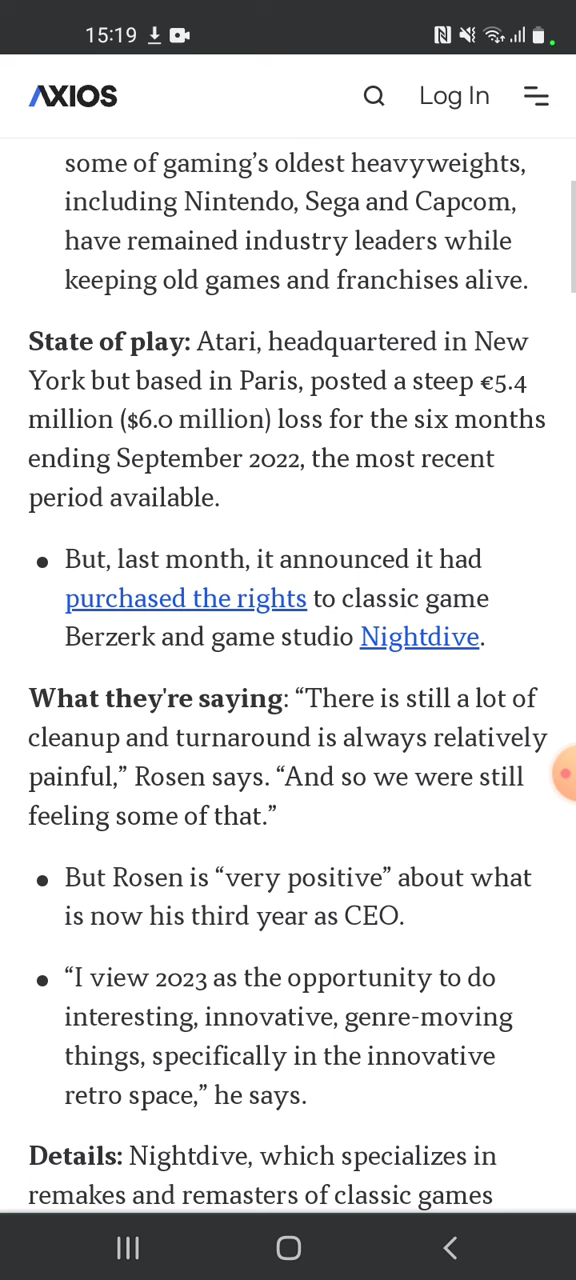 15:19
AXIOS
Log In
some of gaming’s oldest heavyweights,
including Nintendo, Sega and Capcom,
have remained industry leaders while
keeping old games and franchises alive.
State of play: Atari, headquartered in New
York but based in Paris, posted a steep €5.4
million ($6.0 million) loss for the six months
ending September 2022, the most recent
period available.
But, last month, it announced it had
purchased the rights to classic game
Berzerk and game studio Nightdive.
What they're saying: “There is still a lot of
cleanup and turnaround is always relatively
painful,” Rosen says. “And so we were still
feeling some of that.”
But Rosen is “very positive” about what
is now his third year as CEO.
“I view 2023 as the opportunity to do
interesting, innovative, genre-moving
things, specifically in the innovative
retro space,” he says.
Details: Nightdive, which specializes in
remakes and remasters of classic games